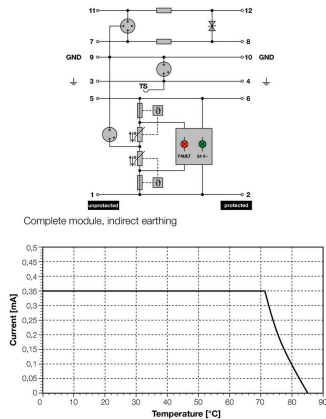 11 12
7 8
GND 9 10 GND
3 4
TS
5 6
ϑ
FAULT 24 V~
ϑ
1 2
unprotected protected
Complete module, indirect earthing
Current [mA]
0,5
0,45
0,4
0,35
0,3
0,25
0,2
0,15
0,1
0,05
0
0 10 20 30 40 50 60 70 80 90
Temperature [°C]